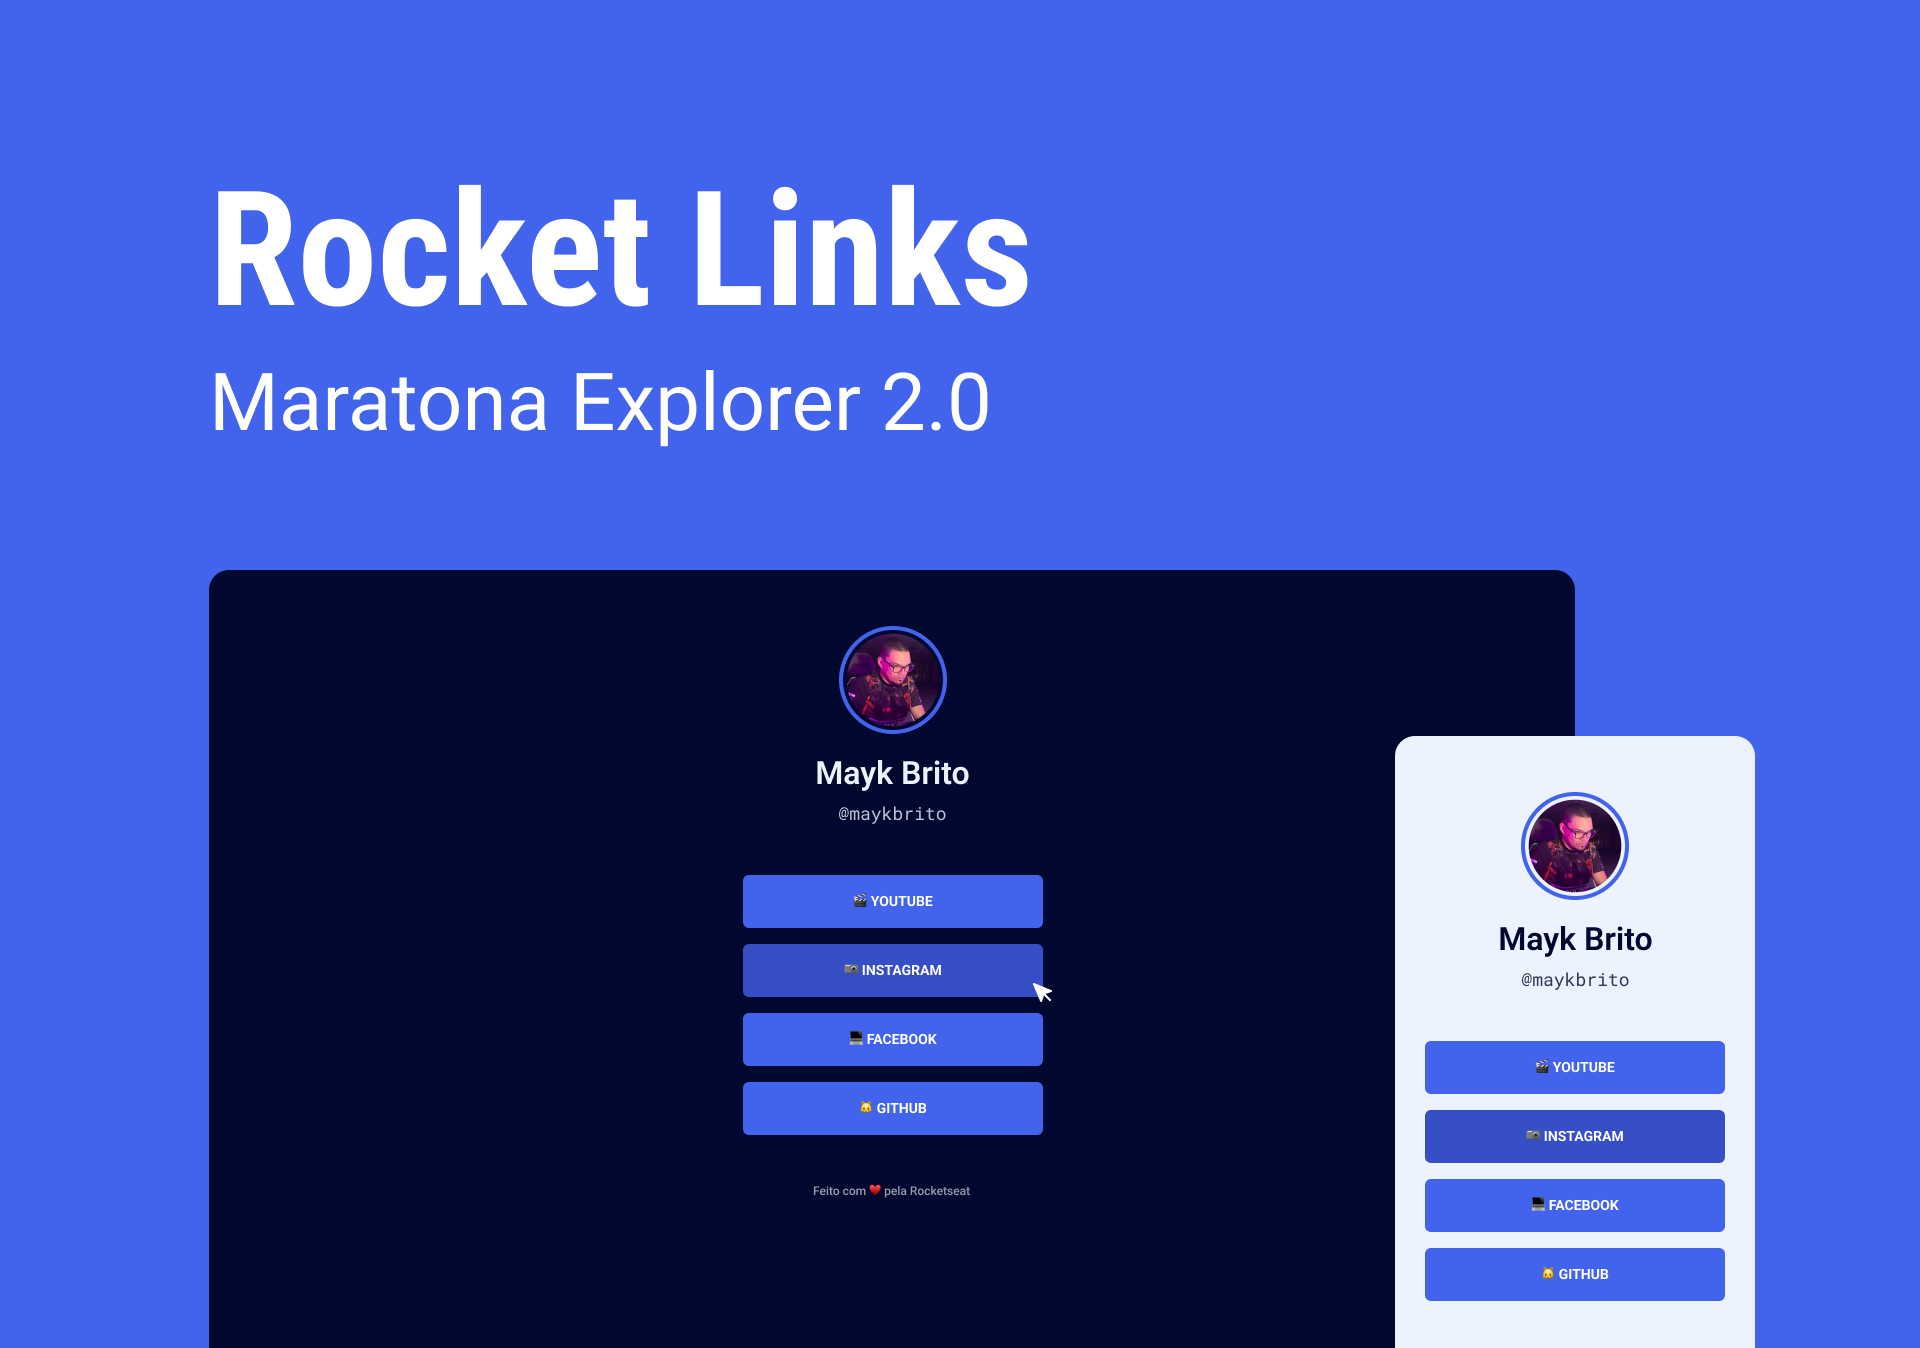 Rocket Links
Maratona Explorer 2.0
Mayk Brito
@maykbrito
🎬 YOUTUBE
📷 INSTAGRAM
💻 FACEBOOK
🐱 GITHUB
Feito com ❤️ pela Rocketseat
Mayk Brito
@maykbrito
🎬 YOUTUBE
📷 INSTAGRAM
💻 FACEBOOK
🐱 GITHUB